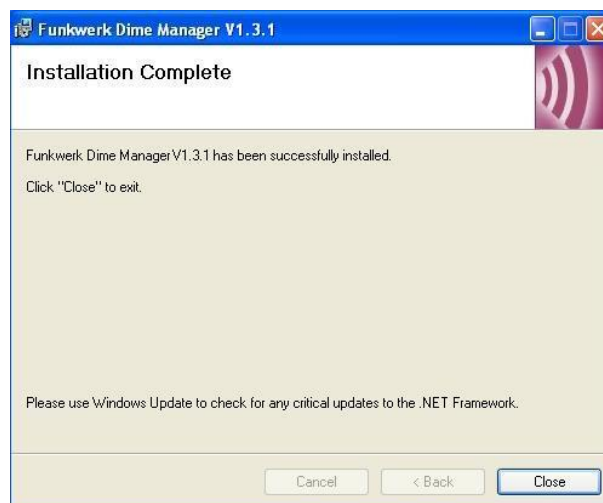 Funkwerk Dime Manager V1.3.1
Installation Complete
Funkwerk Dime Manager V1.3.1 has been successfully installed.
Click "Close" to exit.
Please use Windows Update to check for any critical updates to the .NET Framework.
Cancel
< Back
Close